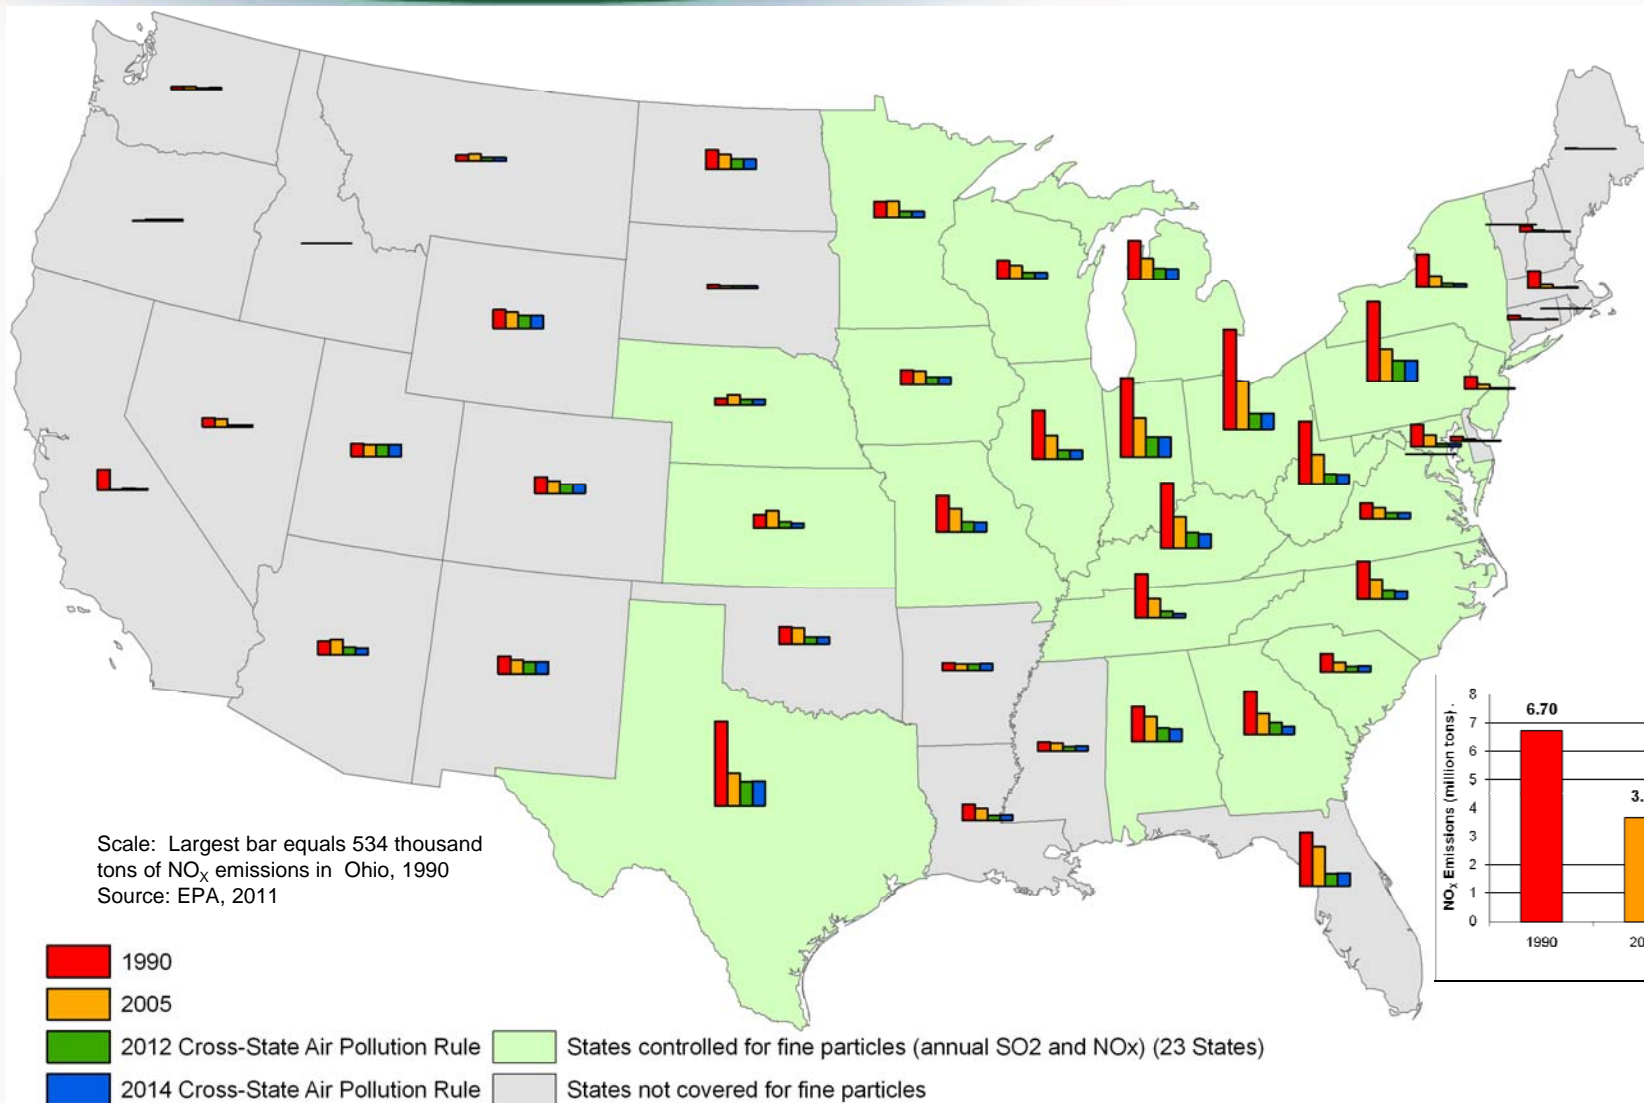 Scale: Largest bar equals 534 thousand
tons of NOX emissions in Ohio, 1990
Source: EPA, 2011
1990
2005
2012 Cross-State Air Pollution Rule
2014 Cross-State Air Pollution Rule
States controlled for fine particles (annual SO2 and NOx) (23 States)
States not covered for fine particles
NOX Emissions (million tons)
8
7
6
5
4
3
2
1
0
6.70
3.
1990
20